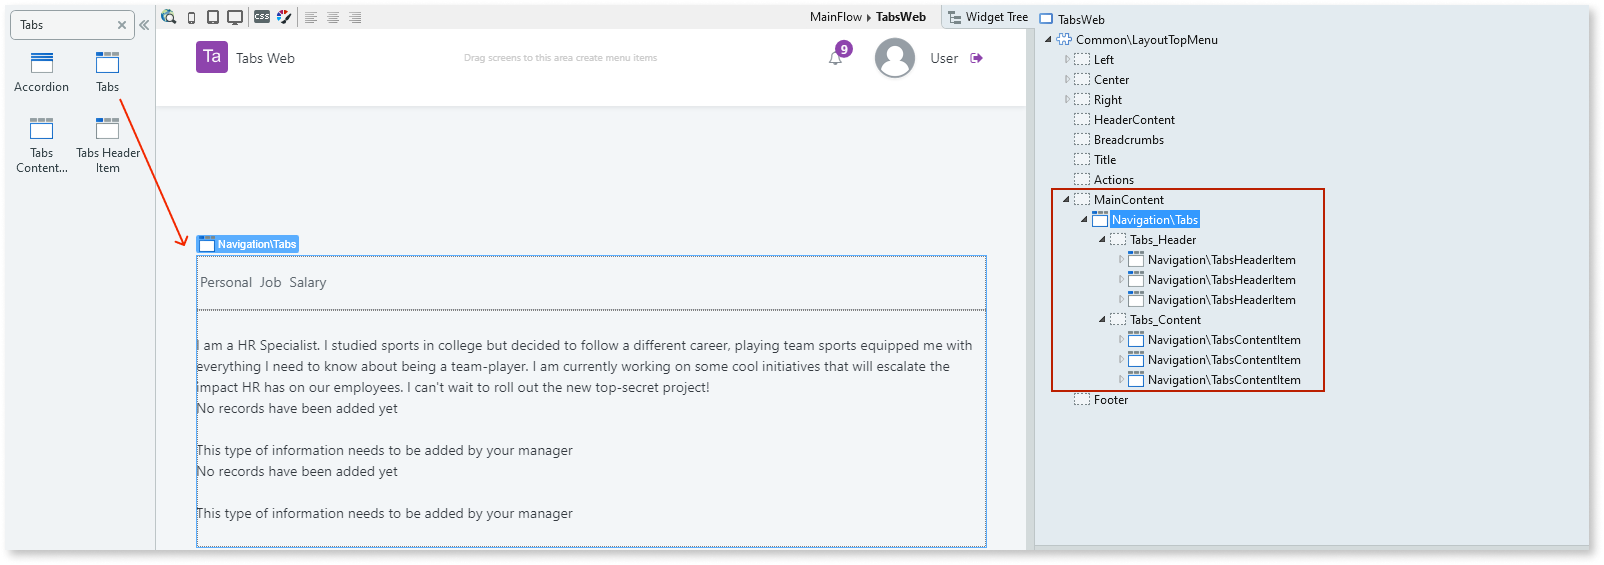 Tabs
Accordion
Tabs
Tabs
Content...
Tabs Header
Item
CSS
MainFlow
TabsWeb
Widget Tree
Ta
Tabs Web
Drag screens to this area create menu items
9
User
Navigation\Tabs
Personal Job Salary
I am a HR Specialist. I studied sports in college but decided to follow a different career, playing team sports equipped me with
everything I need to know about being a team-player. I am currently working on some cool initiatives that will escalate the
impact HR has on our employees. I can't wait to roll out the new top-secret project!
No records have been added yet
This type of information needs to be added by your manager
No records have been added yet
This type of information needs to be added by your manager
TabsWeb
Common\LayoutTopMenu
Left
Center
Right
HeaderContent
Breadcrumbs
Title
Actions
MainContent
Navigation\Tabs
Tabs_Header
Navigation\TabsHeaderItem
Navigation\TabsHeaderItem
Navigation\TabsHeaderItem
Tabs_Content
Navigation\TabsContentItem
Navigation\TabsContentItem
Navigation\TabsContentItem
Footer